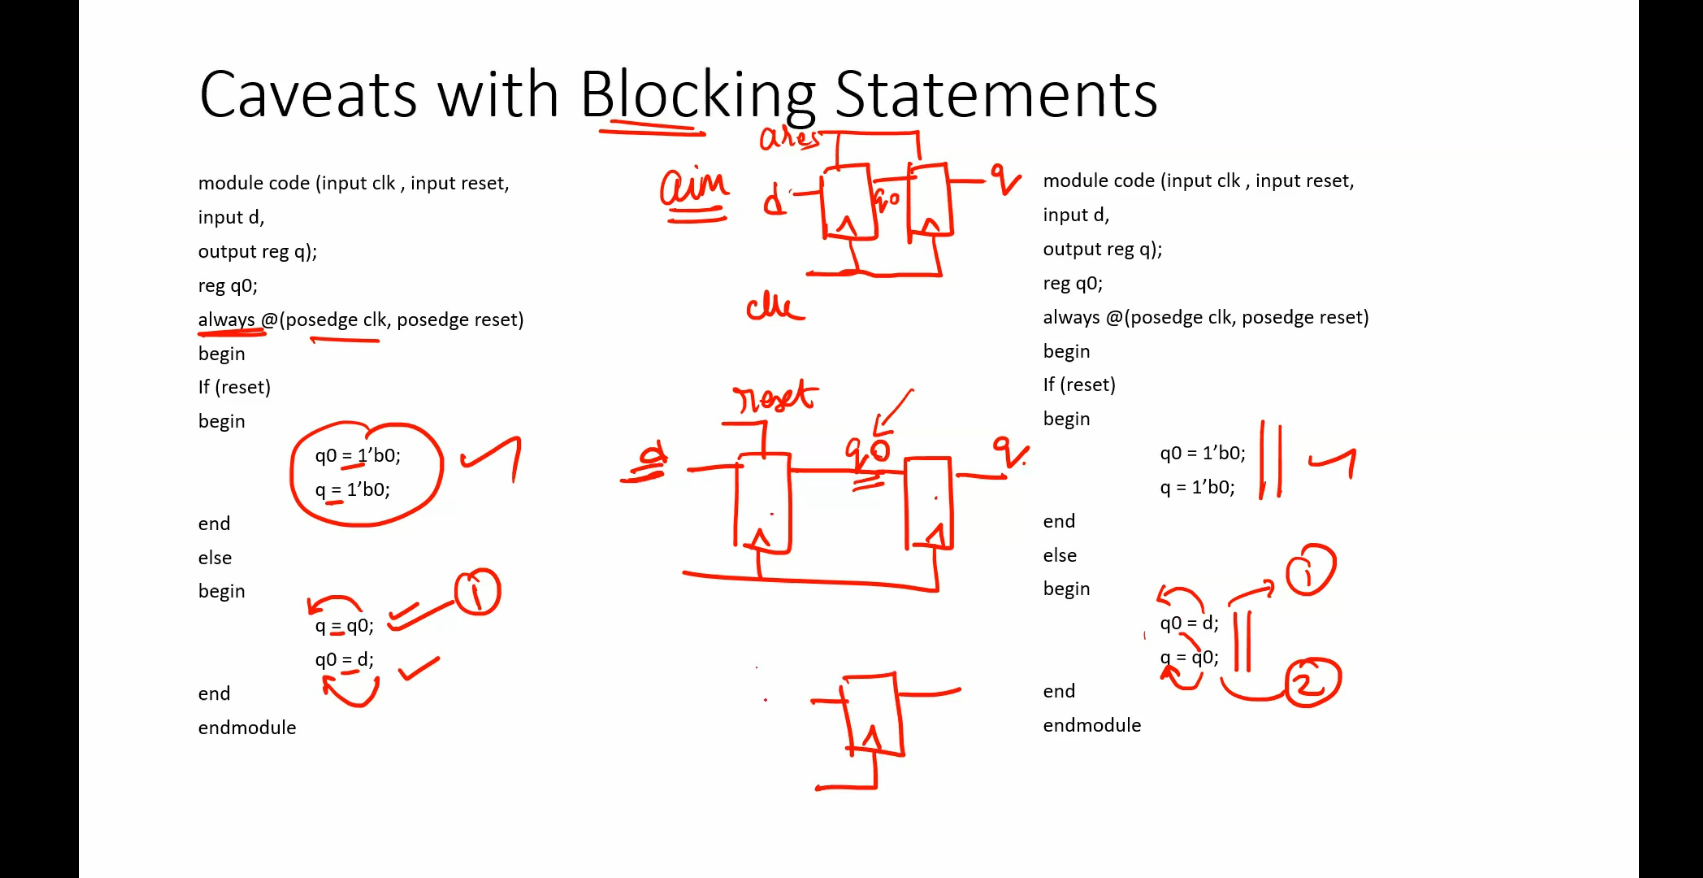 Caveats with Blocking Statements
module code (input clk , input reset,
input d,
output reg q);
reg q0;
always @(posedge clk, posedge reset)
begin
If (reset)
begin
q0 = 1’b0;
q = 1’b0;
end
else
begin
q = q0;
q0 = d;
end
endmodule
1
aim
ares
d
q0
q
clk
reset
d
q0
q
module code (input clk , input reset,
input d,
output reg q);
reg q0;
always @(posedge clk, posedge reset)
begin
If (reset)
begin
q0 = 1’b0;
q = 1’b0;
end
else
begin
q0 = d;
q = q0;
end
endmodule
1
2